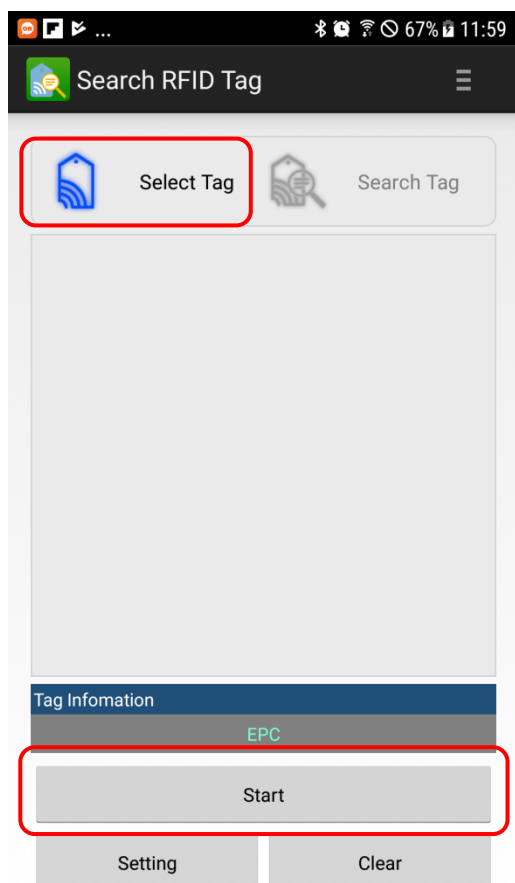 ... 67% 11:59
Search RFID Tag
Select Tag Search Tag
Tag Infomation
EPC
Start
Setting Clear